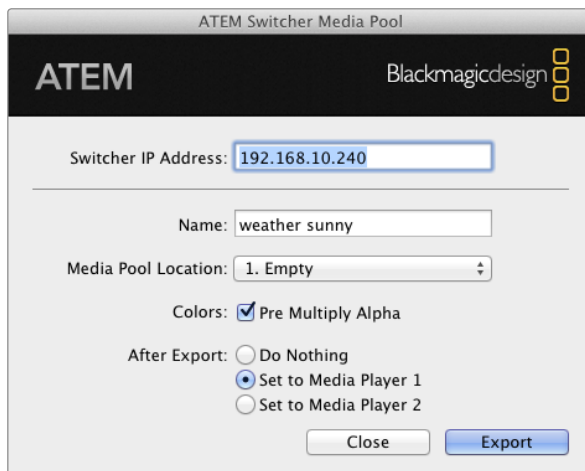 ATEM Switcher Media Pool
ATEM
Blackmagicdesign
Switcher IP Address: 192.168.10.240
Name: weather sunny
Media Pool Location: 1. Empty
Colors: Pre Multiply Alpha
After Export: Do Nothing
Set to Media Player 1
Set to Media Player 2
Close Export